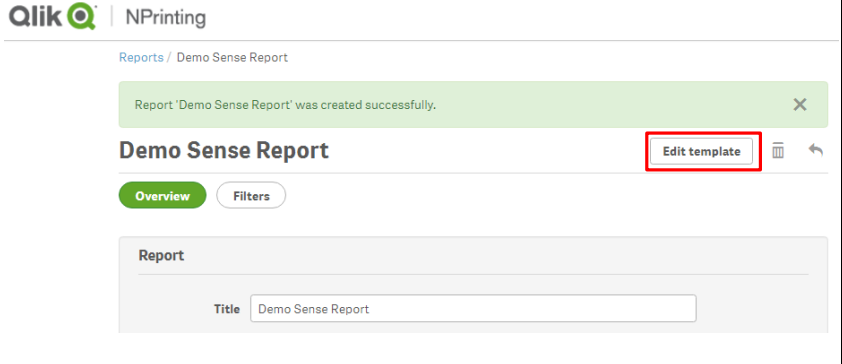 Qlik NPrinting
Reports / Demo Sense Report
Report 'Demo Sense Report' was created successfully.
Demo Sense Report Edit template
Overview Filters
Report
Title Demo Sense Report